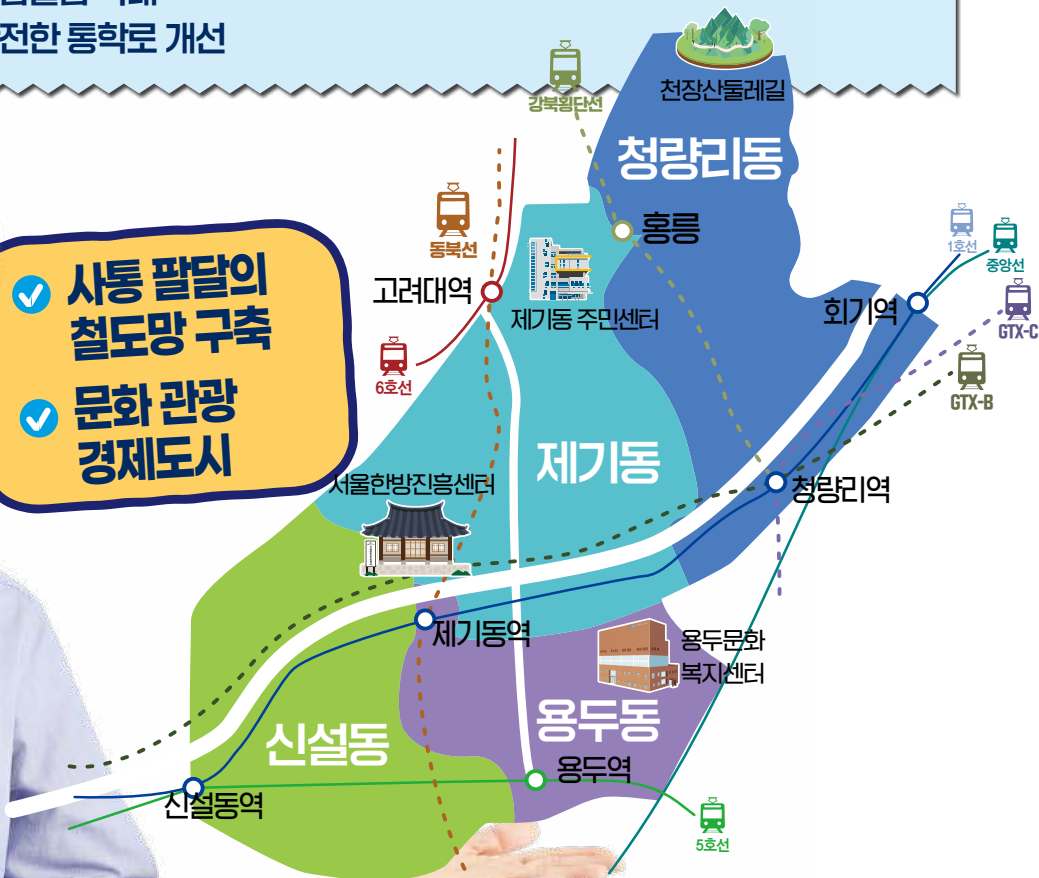 전한 통학로 개선
천장산둘레길
강북횡단선
청량리동
홍릉
동북선
1호선
중앙선
사통 팔달의
철도망 구축
고려대역
제기동 주민센터
회기역
GTX-C
6호선
GTX-B
문화 관광
경제도시
제기동
서울한방진흥센터
청량리역
제기동역
용두문화
복지센터
용두동
신설동
용두역
신설동역
5호선